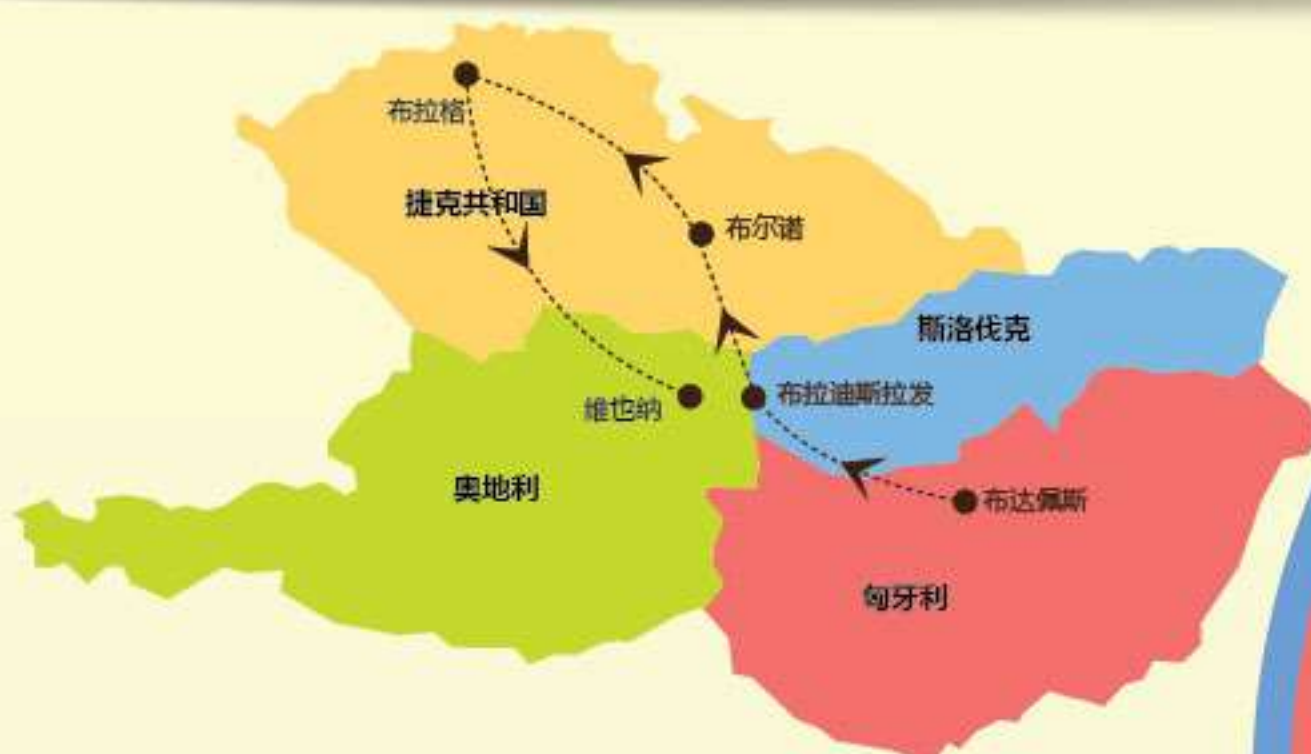 布拉格
捷克共和国
布尔诺
斯洛伐克
布拉迪斯拉发
维也纳
奥地利
布达佩斯
匈牙利